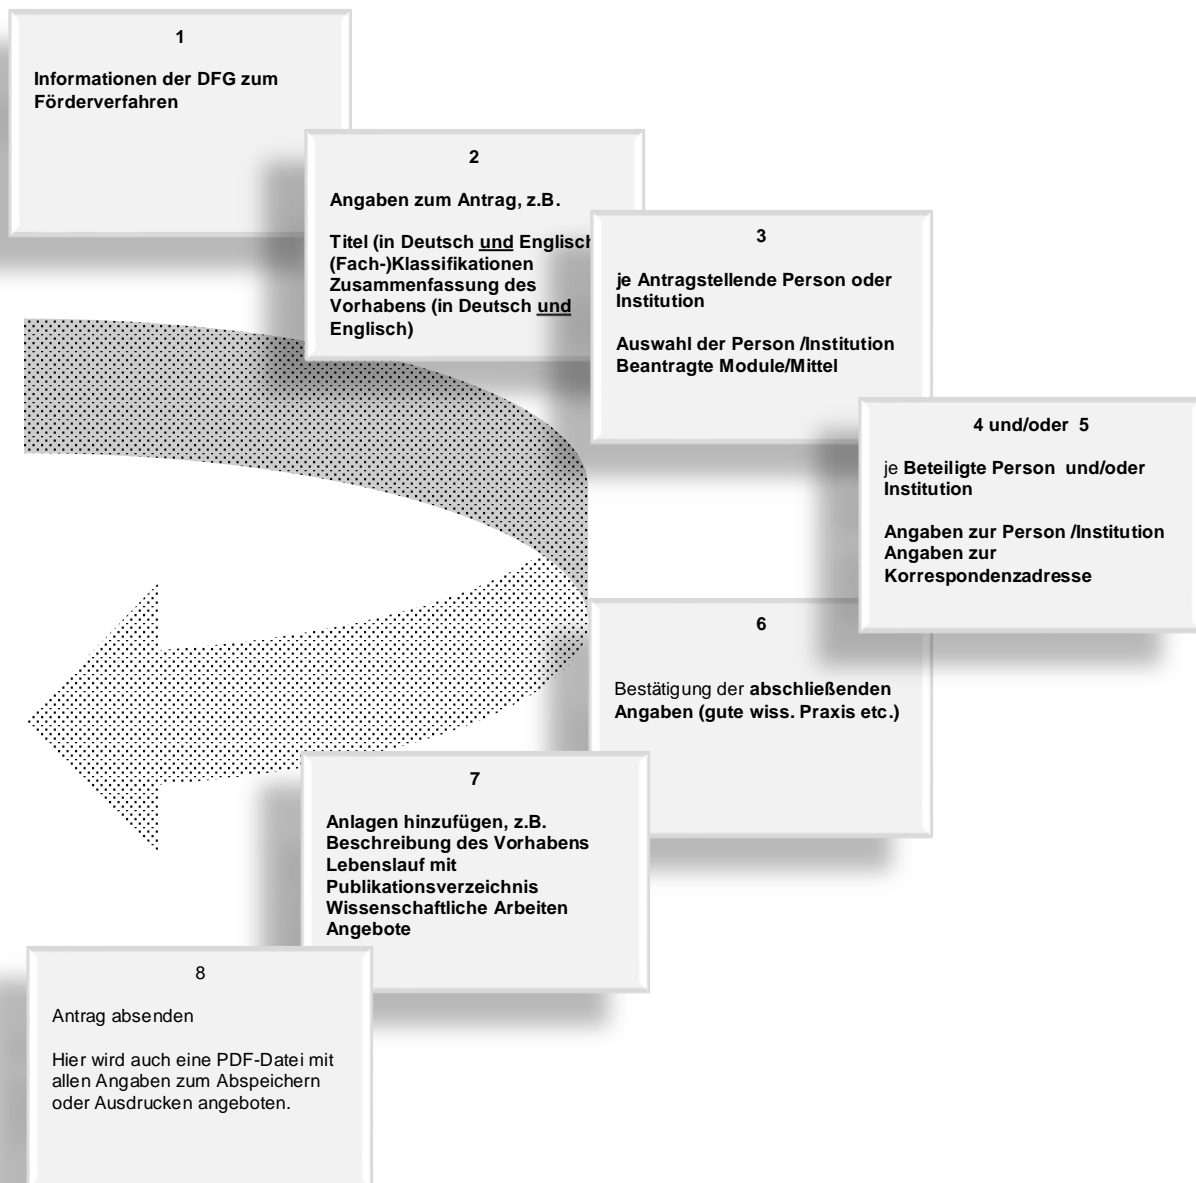 1
Informationen der DFG zum
Förderverfahren
2
Angaben zum Antrag, z.B.
Titel (in Deutsch und Englisch
(Fach-)Klassifikationen
Zusammenfassung des
Vorhabens (in Deutsch und
Englisch)
3
je Antragstellende Person oder
Institution
Auswahl der Person /Institution
Beantragte Module/Mittel
4 und/oder 5
je Beteiligte Person und/oder
Institution
Angaben zur Person /Institution
Angaben zur
Korrespondenzadresse
6
Bestätigung der abschließenden
Angaben (gute wiss. Praxis etc.)
7
Anlagen hinzufügen, z.B.
Beschreibung des Vorhabens
Lebenslauf mit
Publikationsverzeichnis
Wissenschaftliche Arbeiten
Angebote
8
Antrag absenden
Hier wird auch eine PDF-Datei mit
allen Angaben zum Abspeichern
oder Ausdrucken angeboten.